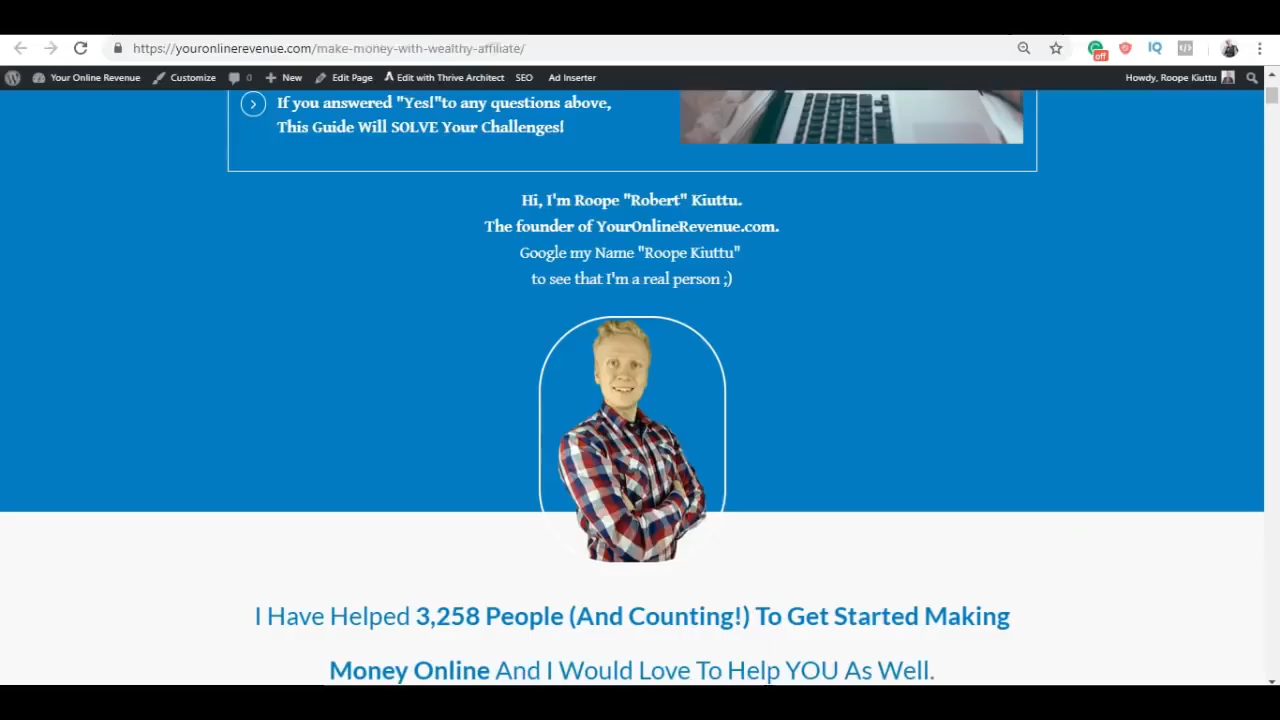 https://youronlinerevenue.com/make-money-with-wealthy-affiliate/
off
IQ
Your Online Revenue
Customize
0
New
Edit Page
Edit with Thrive Architect
SEO
Ad Inserter
Howdy, Roope Kiuttu
If you answered "Yes!"to any questions above,
This Guide Will SOLVE Your Challenges!
Hi, I'm Roope "Robert" Kiuttu.
The founder of YourOnlineRevenue.com.
Google my Name "Roope Kiuttu"
to see that I'm a real person ;)
I Have Helped 3,258 People (And Counting!) To Get Started Making
Money Online And I Would Love To Help YOU As Well.